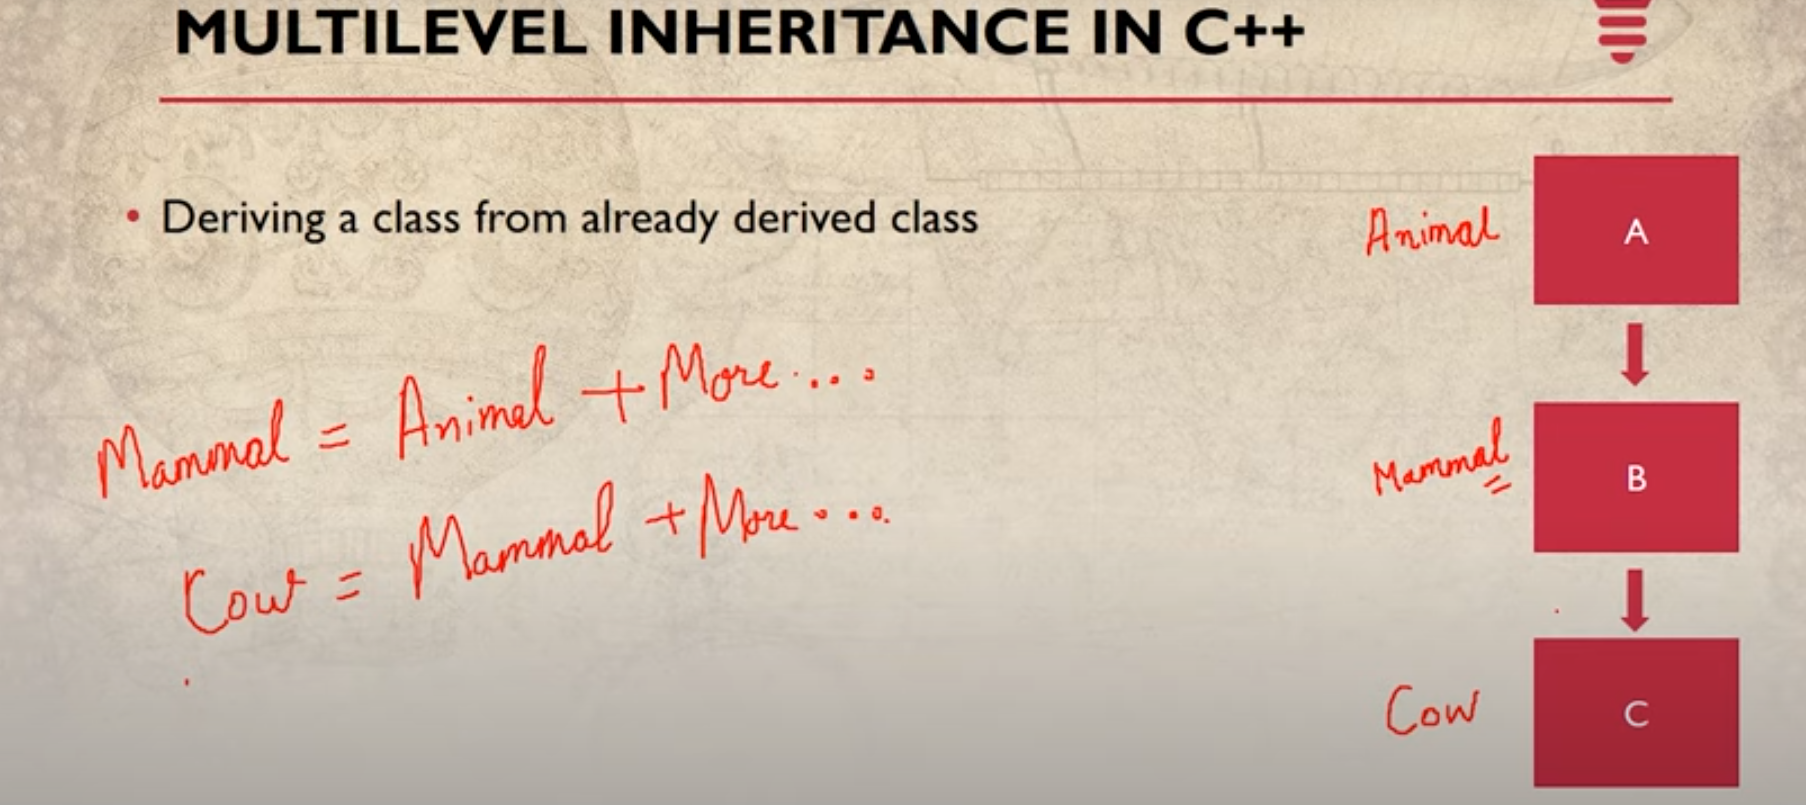 MULTILEVEL INHERITANCE IN C++
• Deriving a class from already derived class
Animal
A
Mammal = Animal + More....
Mammal
B
Cow = Mammal + More....
Cow
C